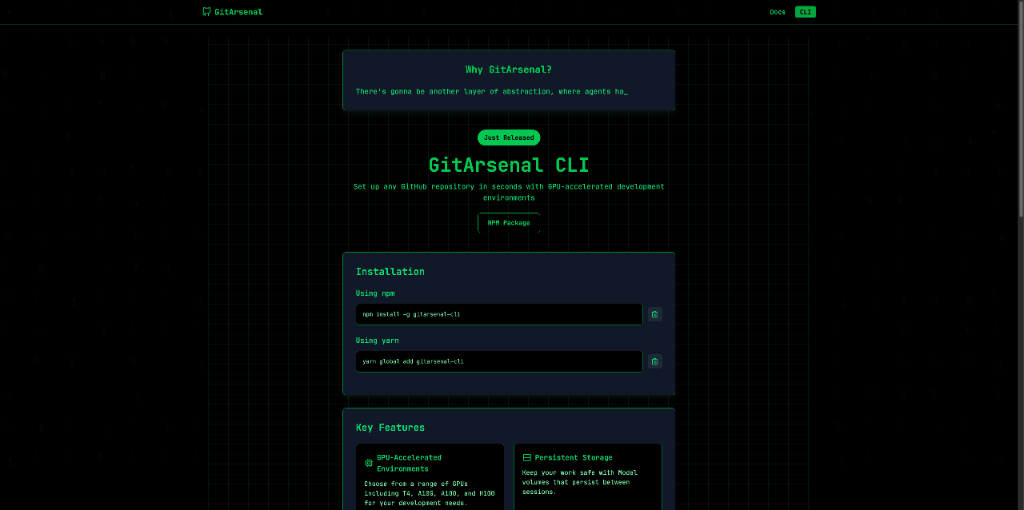 GitArsenal
Docs
CLI
Why GitArsenal?
There's gonna be another layer of abstraction, where agents ha_
Just Released
GitArsenal CLI
Set up any GitHub repository in seconds with GPU-accelerated development
environments
NPM Package
Installation
Using npm
npm install -g gitarsenal-cli
Using yarn
yarn global add gitarsenal-cli
Key Features
GPU-Accelerated
Environments
Choose from a range of GPUs
including T4, A10G, A100, and H100
for your development needs.
Persistent Storage
Keep your work safe with Modal
volumes that persist between
sessions.